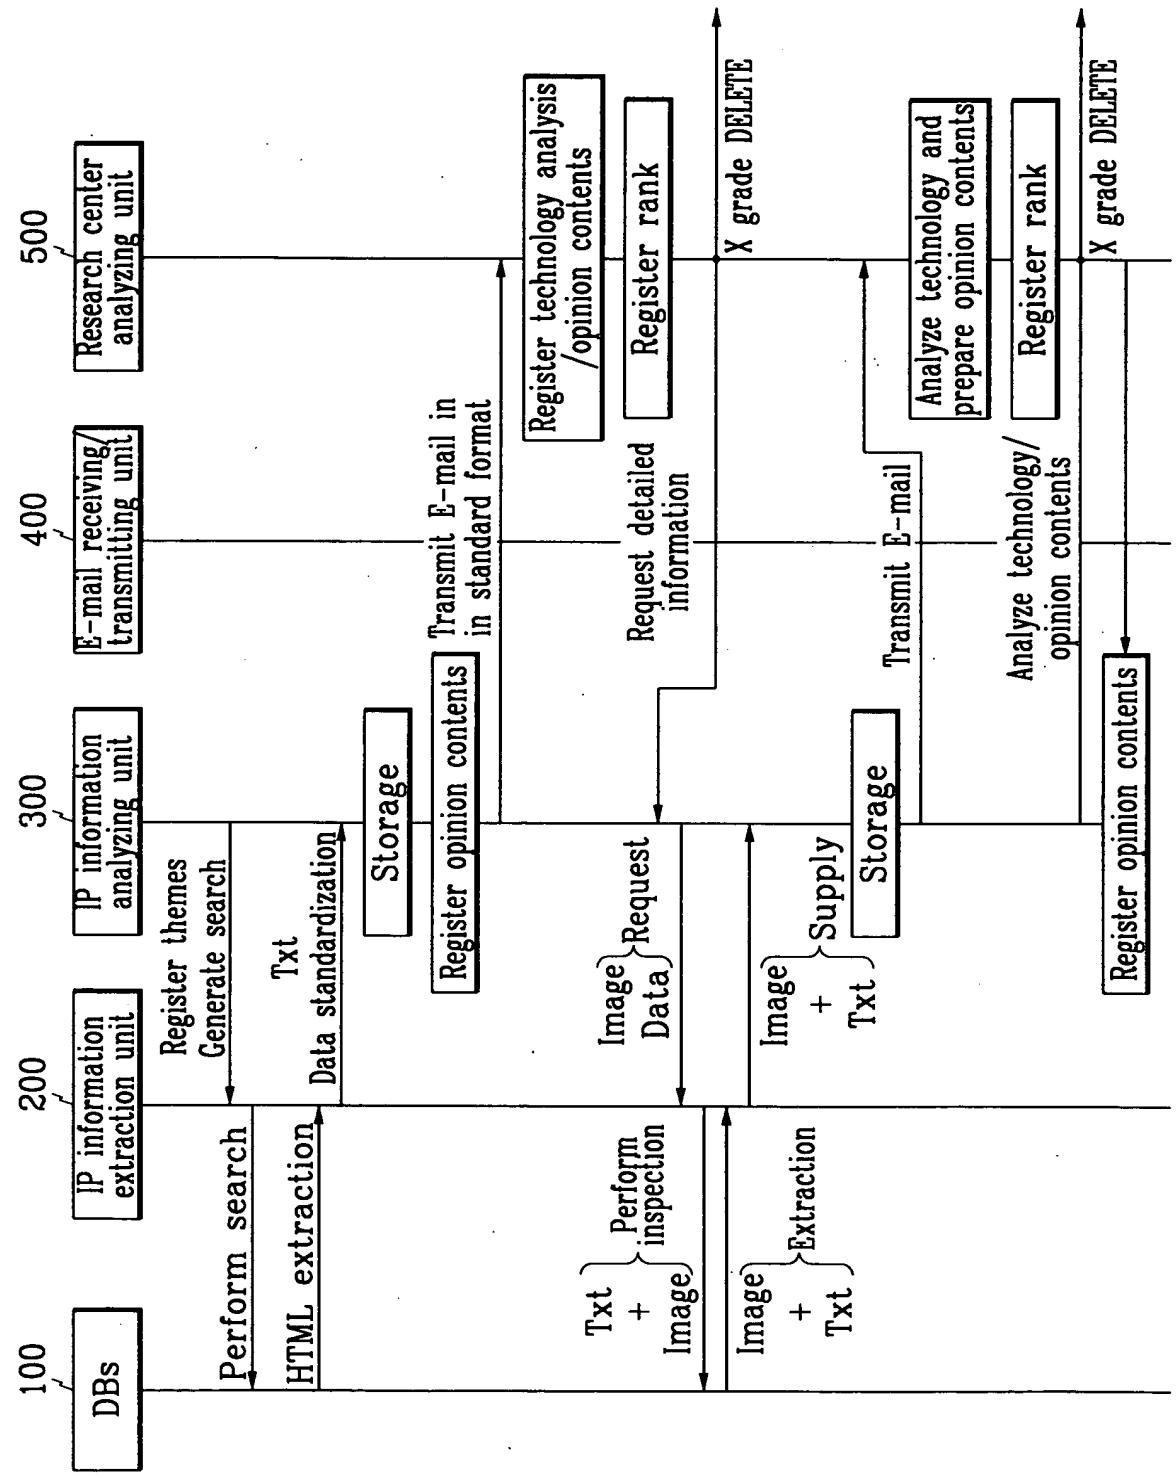 100
DBs
200
IP information
extraction unit
300
IP information
analyzing unit
400
E-mail receiving/
transmitting unit
500
Research center
analyzing unit
Register themes
Generate search
Perform search
HTML extraction
Txt
Data standardization
Storage
Register opinion contents
Transmit E-mail in
in standard format
Register technology analysis
/opinion contents
Register rank
Request detailed
information
X grade DELETE
Image
Data
Request
Txt
+
Image
Perform
inspection
Image
+
Txt
Extraction
Image
+
Txt
Supply
Storage
Transmit E-mail
Analyze technology and
prepare opinion contents
Register rank
Analyze technology/
opinion contents
X grade DELETE
Register opinion contents